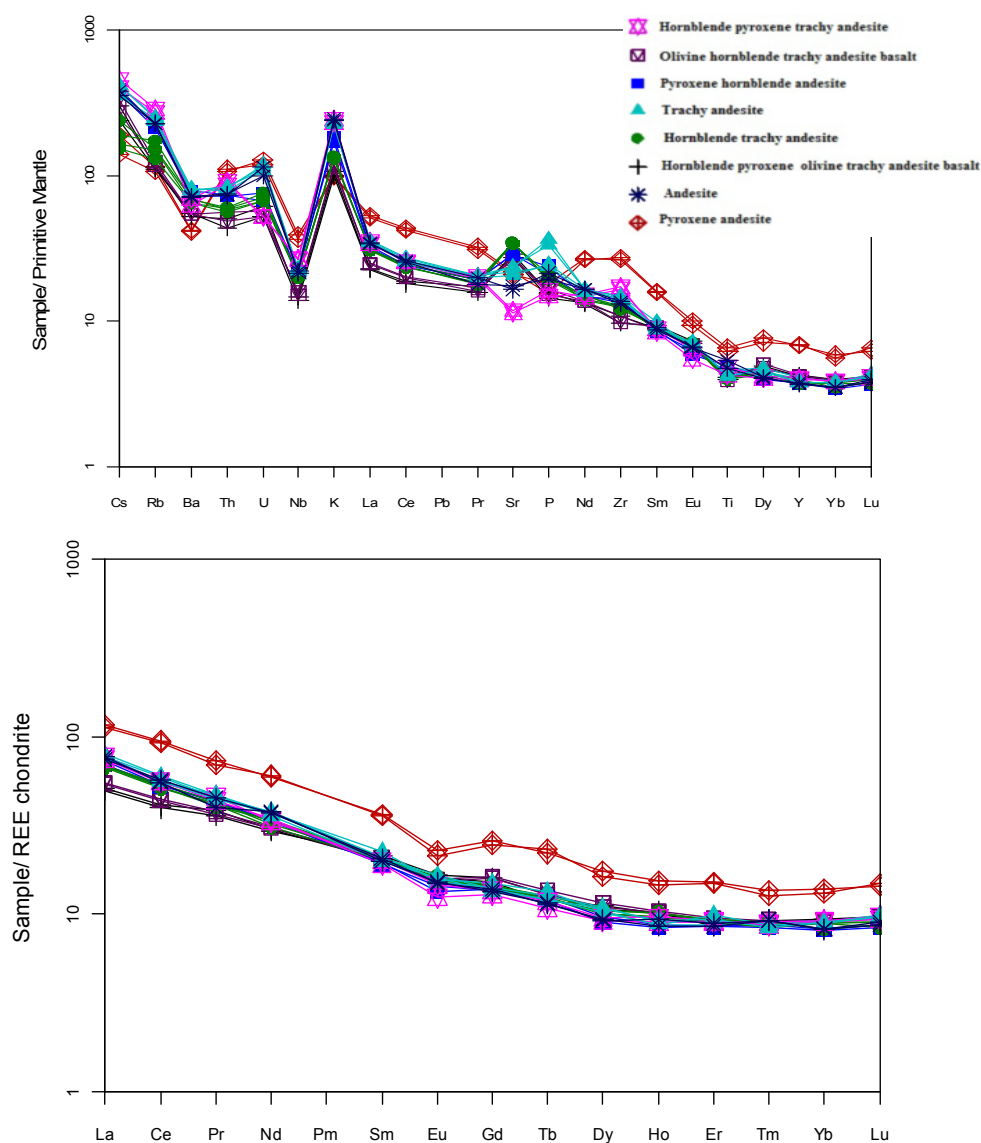 1000
100
10
1
Sample/ Primitive Mantle
Hornblende pyroxene trachy andesite
Olivine hornblende trachy andesite basalt
Pyroxene hornblende andesite
Trachy andesite
Hornblende trachy andesite
Hornblende pyroxene olivine trachy andesite basalt
Andesite
Pyroxene andesite
Cs Rb Ba Th U Nb K La Ce Pb Pr Sr P Nd Zr Sm Eu Ti Dy Y Yb Lu
1000
100
10
1
Sample/ REE chondrite
La Ce Pr Nd Pm Sm Eu Gd Tb Dy Ho Er Tm Yb Lu